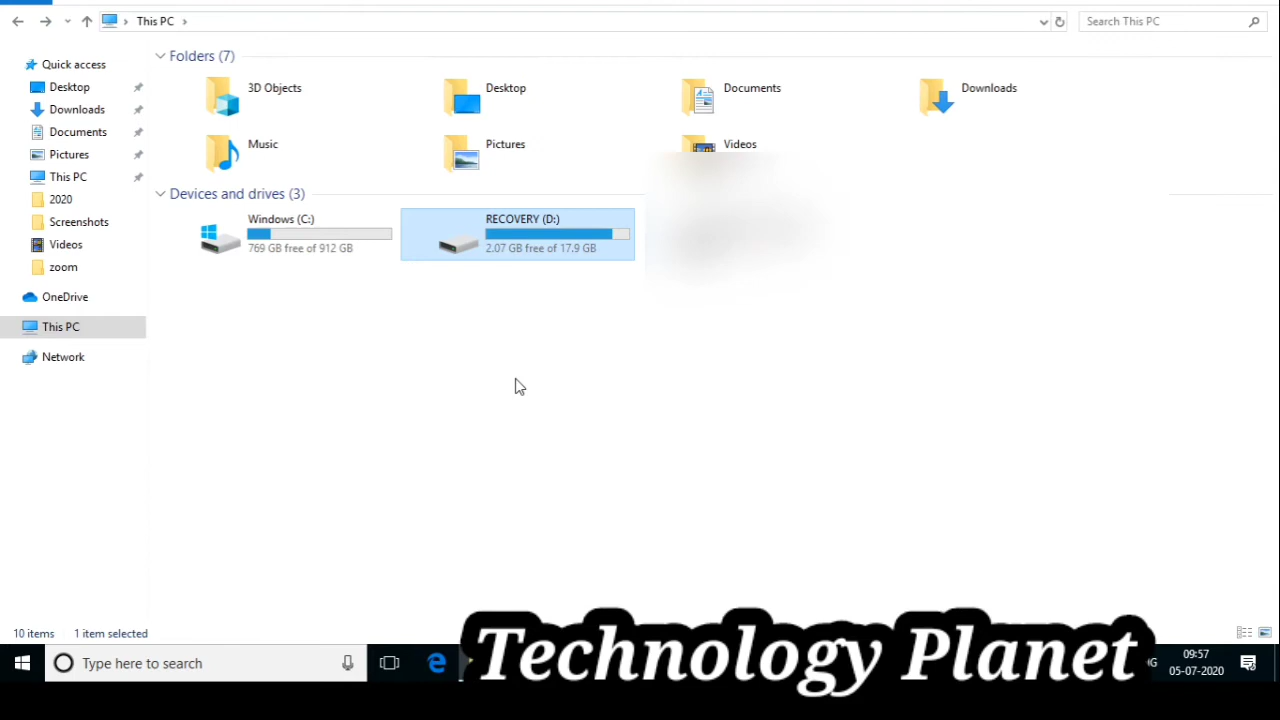 This PC
Search This PC
Quick access
Desktop
Downloads
Documents
Pictures
This PC
2020
Screenshots
Videos
zoom
OneDrive
This PC
Network
Folders (7)
3D Objects
Desktop
Documents
Downloads
Music
Pictures
Videos
Devices and drives (3)
Windows (C:)
769 GB free of 912 GB
RECOVERY (D:)
2.07 GB free of 17.9 GB
10 items 1 item selected
Type here to search
Technology Planet
09:57
05-07-2020